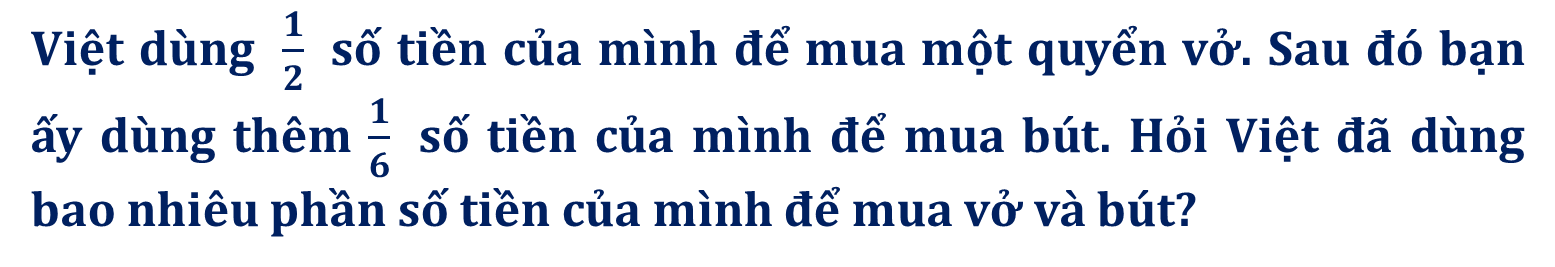 Việt dùng 1/2 số tiền của mình để mua một quyển vở. Sau đó bạn
ấy dùng thêm 1/6 số tiền của mình để mua bút. Hỏi Việt đã dùng
bao nhiêu phần số tiền của mình để mua vở và bút?